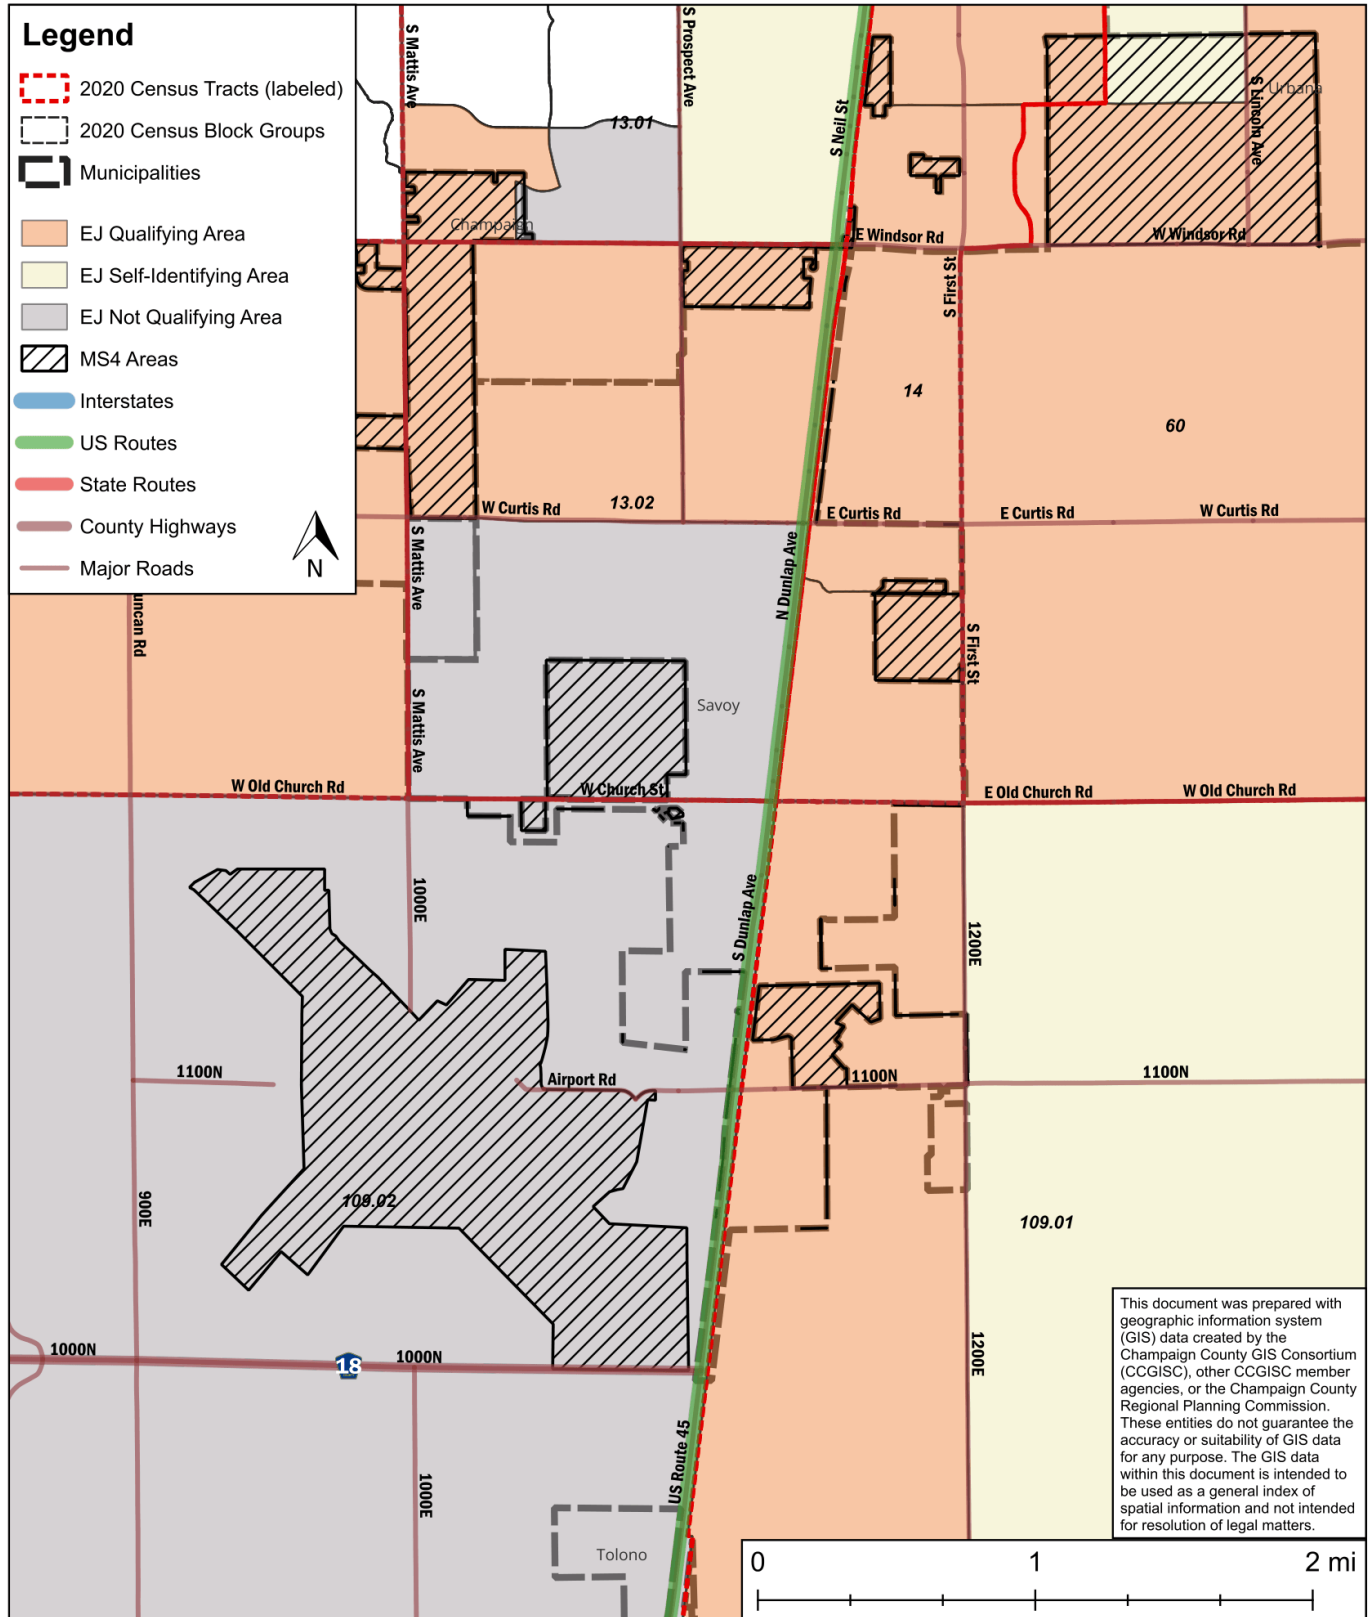 Legend
2020 Census Tracts (labeled)
2020 Census Block Groups
Municipalities
EJ Qualifying Area
EJ Self-Identifying Area
EJ Not Qualifying Area
MS4 Areas
Interstates
US Routes
State Routes
County Highways
Major Roads
N
S Mattis Ave
S Prospect Ave
S Neil St
S Lincoln Ave
Urbana
13.01
Champaign
E Windsor Rd
W Windsor Rd
S First St
14
60
13.02
W Curtis Rd
E Curtis Rd
E Curtis Rd
W Curtis Rd
S Mattis Ave
N Dunlap Ave
uncan Rd
S First St
S Mattis Ave
Savoy
W Old Church Rd
W Church St
E Old Church Rd
W Old Church Rd
1000E
S Dunlap Ave
1200E
1100N
Airport Rd
1100N
1100N
900E
109.02
109.01
1000N
18
1000N
1200E
US Route 45
1000E
Tolono
This document was prepared with
geographic information system
(GIS) data created by the
Champaign County GIS Consortium
(CCGISC), other CCGISC member
agencies, or the Champaign County
Regional Planning Commission.
These entities do not guarantee the
accuracy or suitability of GIS data
for any purpose. The GIS data
within this document is intended to
be used as a general index of
spatial information and not intended
for resolution of legal matters.
0 1 2 mi